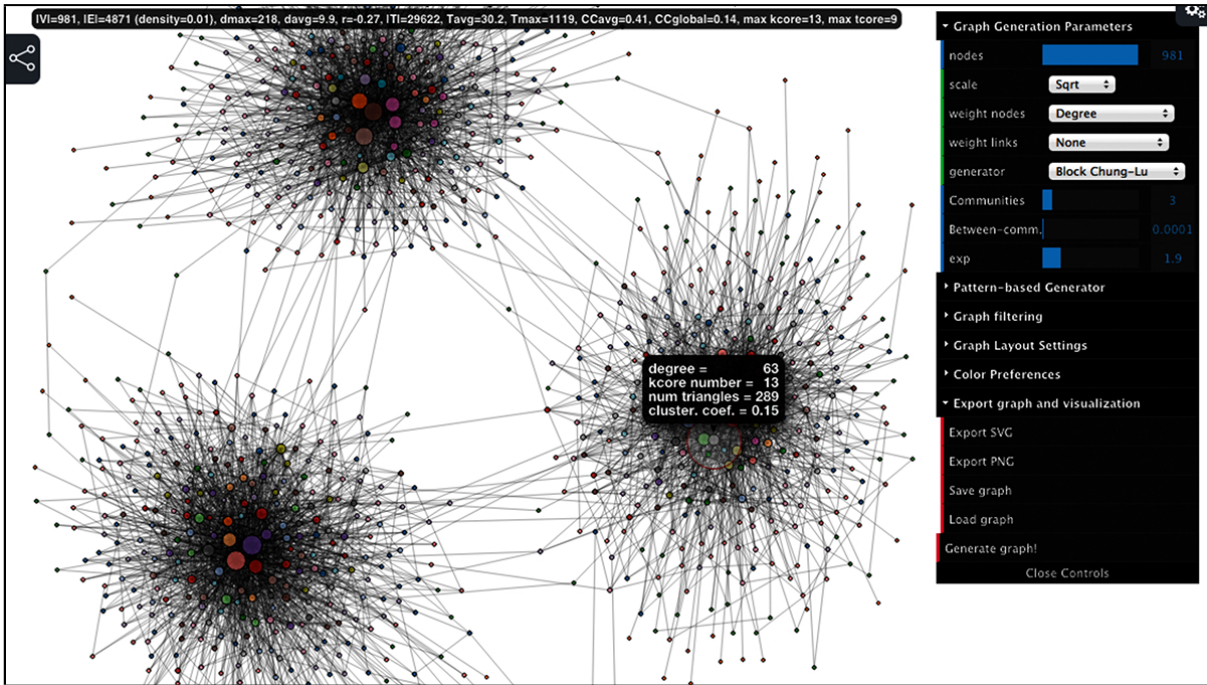 |V|=981, |E|=4871 (density=0.01), dmax=218, davg=9.9, r=-0.27, |T|=29622, Tavg=30.2, Tmax=1119, CCavg=0.41, CCglobal=0.14, max kcore=13, max tcore=9
Graph Generation Parameters
nodes 981
scale Sqrt
weight nodes Degree
weight links None
generator Block Chung-Lu
Communities 3
Between-comm. 0.0001
exp 1.9
Pattern-based Generator
Graph filtering
Graph Layout Settings
Color Preferences
Export graph and visualization
Export SVG
Export PNG
Save graph
Load graph
Generate graph!
Close Controls
degree = 63
kcore number = 13
num triangles = 289
cluster. coef. = 0.15